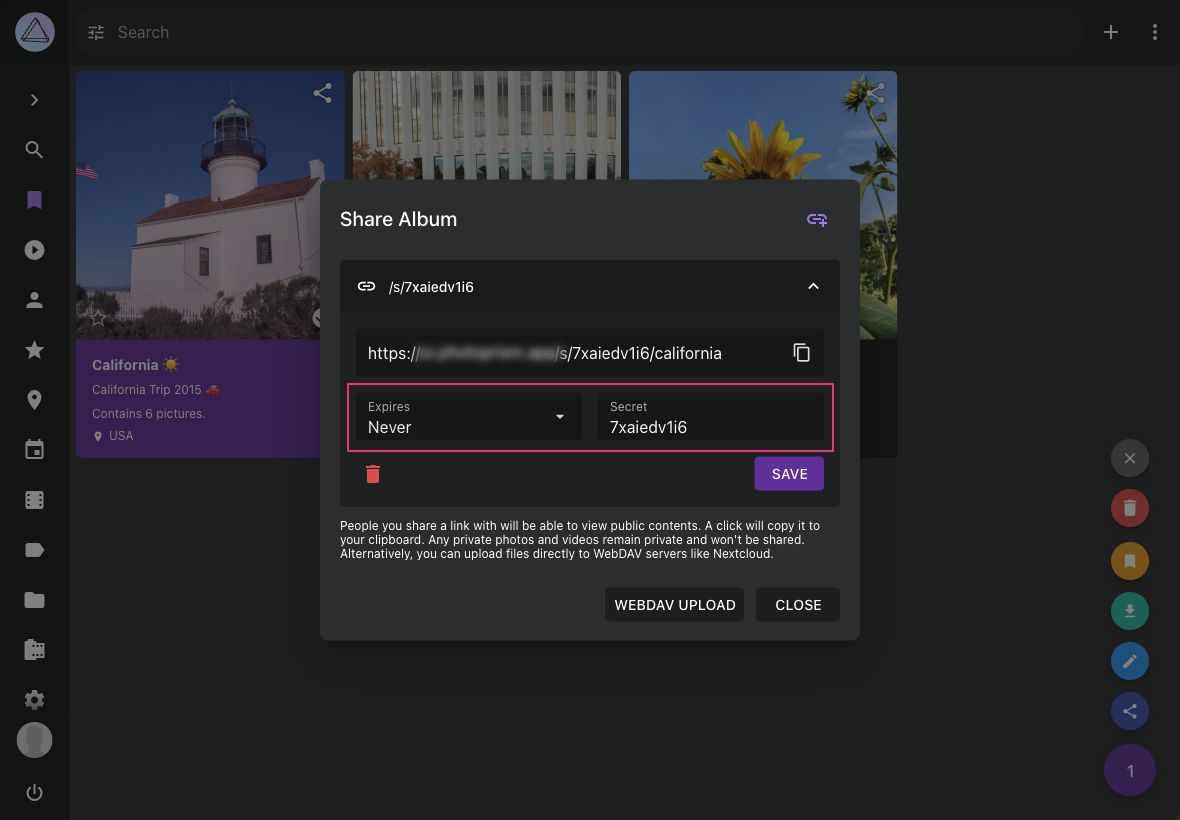 Search
Share Album
/s/7xaiedv1i6
https://s/7xaiedv1i6/california
Expires
Never
Secret
7xaiedv1i6
SAVE
People you share a link with will be able to view public contents. A click will copy it to
your clipboard. Any private photos and videos remain private and won't be shared.
Alternatively, you can upload files directly to WebDAV servers like Nextcloud.
WEBDAV UPLOAD
CLOSE
California ☀️
California Trip 2015 🚗
Contains 6 pictures.
USA
1